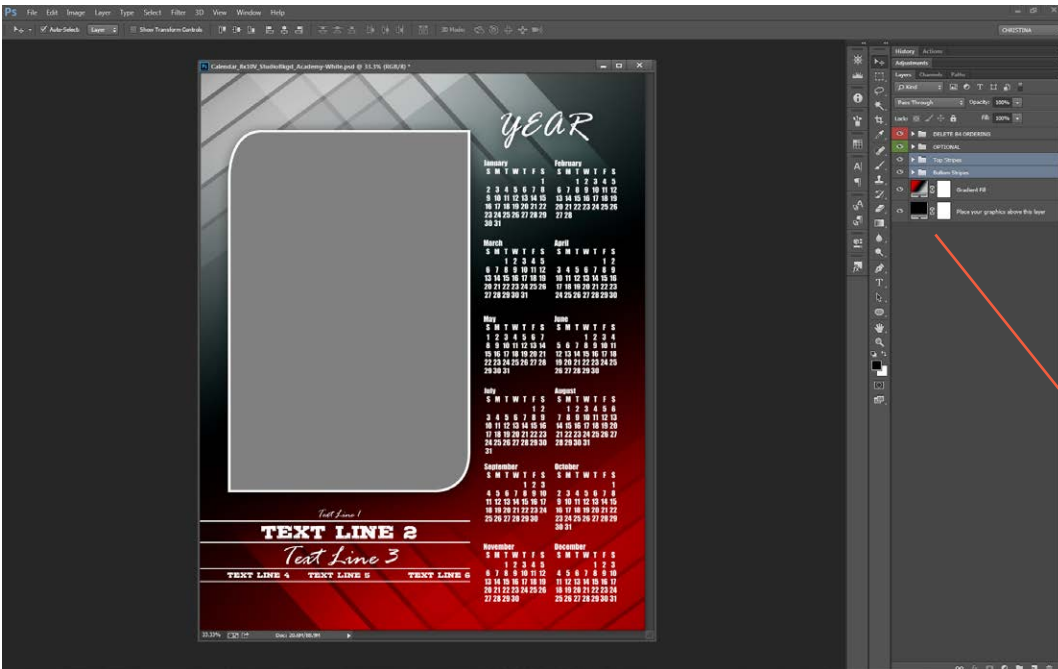 Ps File Edit Image Layer Type Select Filter 3D View Window Help
Auto-Select: Layer Show Transform Controls 3D Mode: CHRISTINA
Calendar_8x10V_StudioBkgd_Academy-White.psd @ 33.3% (RGB/8) *
YEAR
January February
S M T W T F S S M T W T F S
1 1 2 3 4 5
2 3 4 5 6 7 8 6 7 8 9 10 11 12
9 10 11 12 13 14 15 13 14 15 16 17 18 19
16 17 18 19 20 21 22 20 21 22 23 24 25 26
23 24 25 26 27 28 29 27 28
30 31
March April
S M T W T F S S M T W T F S
1 2 3 4 5 1 2
6 7 8 9 10 11 12 3 4 5 6 7 8 9
13 14 15 16 17 18 19 10 11 12 13 14 15 16
20 21 22 23 24 25 26 17 18 19 20 21 22 23
27 28 29 30 31 24 25 26 27 28 29 30
May June
S M T W T F S S M T W T F S
1 2 3 4 5 6 7 1 2 3 4
8 9 10 11 12 13 14 5 6 7 8 9 10 11
15 16 17 18 19 20 21 12 13 14 15 16 17 18
22 23 24 25 26 27 28 19 20 21 22 23 24 25
29 30 31 26 27 28 29 30
July August
S M T W T F S S M T W T F S
1 2 1 2 3 4 5 6
3 4 5 6 7 8 9 7 8 9 10 11 12 13
10 11 12 13 14 15 16 14 15 16 17 18 19 20
17 18 19 20 21 22 23 21 22 23 24 25 26 27
24 25 26 27 28 29 30 28 29 30 31
31
September October
S M T W T F S S M T W T F S
1 2 3 1
4 5 6 7 8 9 10 2 3 4 5 6 7 8
11 12 13 14 15 16 17 9 10 11 12 13 14 15
18 19 20 21 22 23 24 16 17 18 19 20 21 22
25 26 27 28 29 30 23 24 25 26 27 28 29
30 31
November December
S M T W T F S S M T W T F S
1 2 3 4 5 1 2 3
6 7 8 9 10 11 12 4 5 6 7 8 9 10
13 14 15 16 17 18 19 11 12 13 14 15 16 17
20 21 22 23 24 25 26 18 19 20 21 22 23 24
27 28 29 30 25 26 27 28 29 30 31
Text Line 1
TEXT LINE 2
Text Line 3
TEXT LINE 4 TEXT LINE 5 TEXT LINE 6
33.33% Doc: 20.6M/88.9M
History Actions
Adjustments
Layers Channels Paths
Kind
Pass Through Opacity: 100%
Lock: Fill: 100%
DELETE B4 ORDERING
OPTIONAL
Top Stripes
Bottom Stripes
Gradient Fill
Place your graphics above this layer